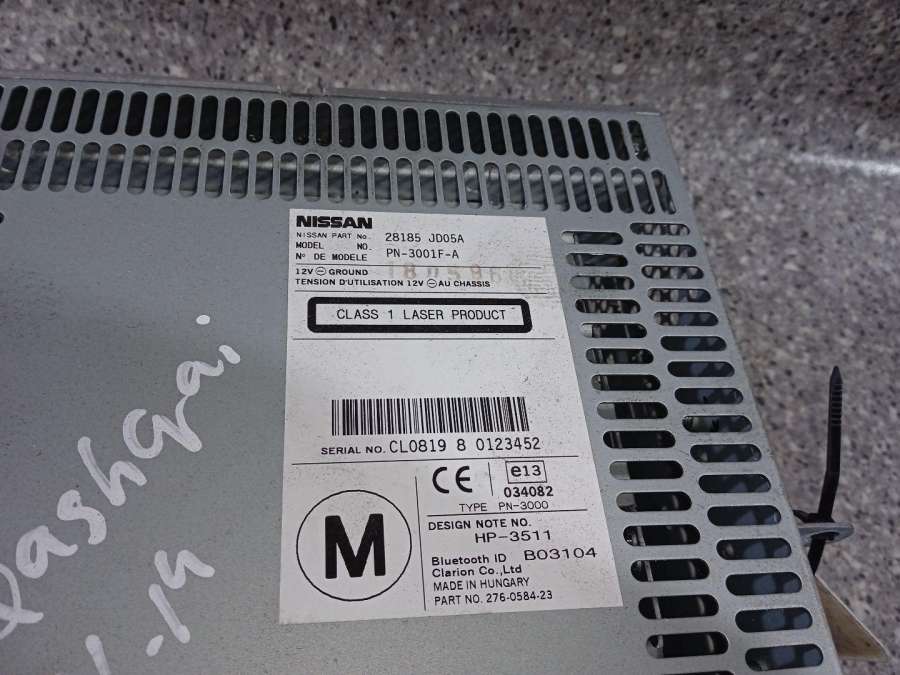 NISSAN
NISSAN PART No. 28185 JD05A
MODEL NO.
N° DE MODELE PN-3001F-A
12V ⊖ GROUND
TENSION D'UTILISATION 12V ⊖ AU CHASSIS
CLASS 1 LASER PRODUCT
SERIAL NO. CL0819 8 0123452
CE e13
034082
TYPE PN-3000
M
DESIGN NOTE NO.
HP-3511
Bluetooth ID B03104
Clarion Co.,Ltd
MADE IN HUNGARY
PART NO. 276-0584-23
Qashqai